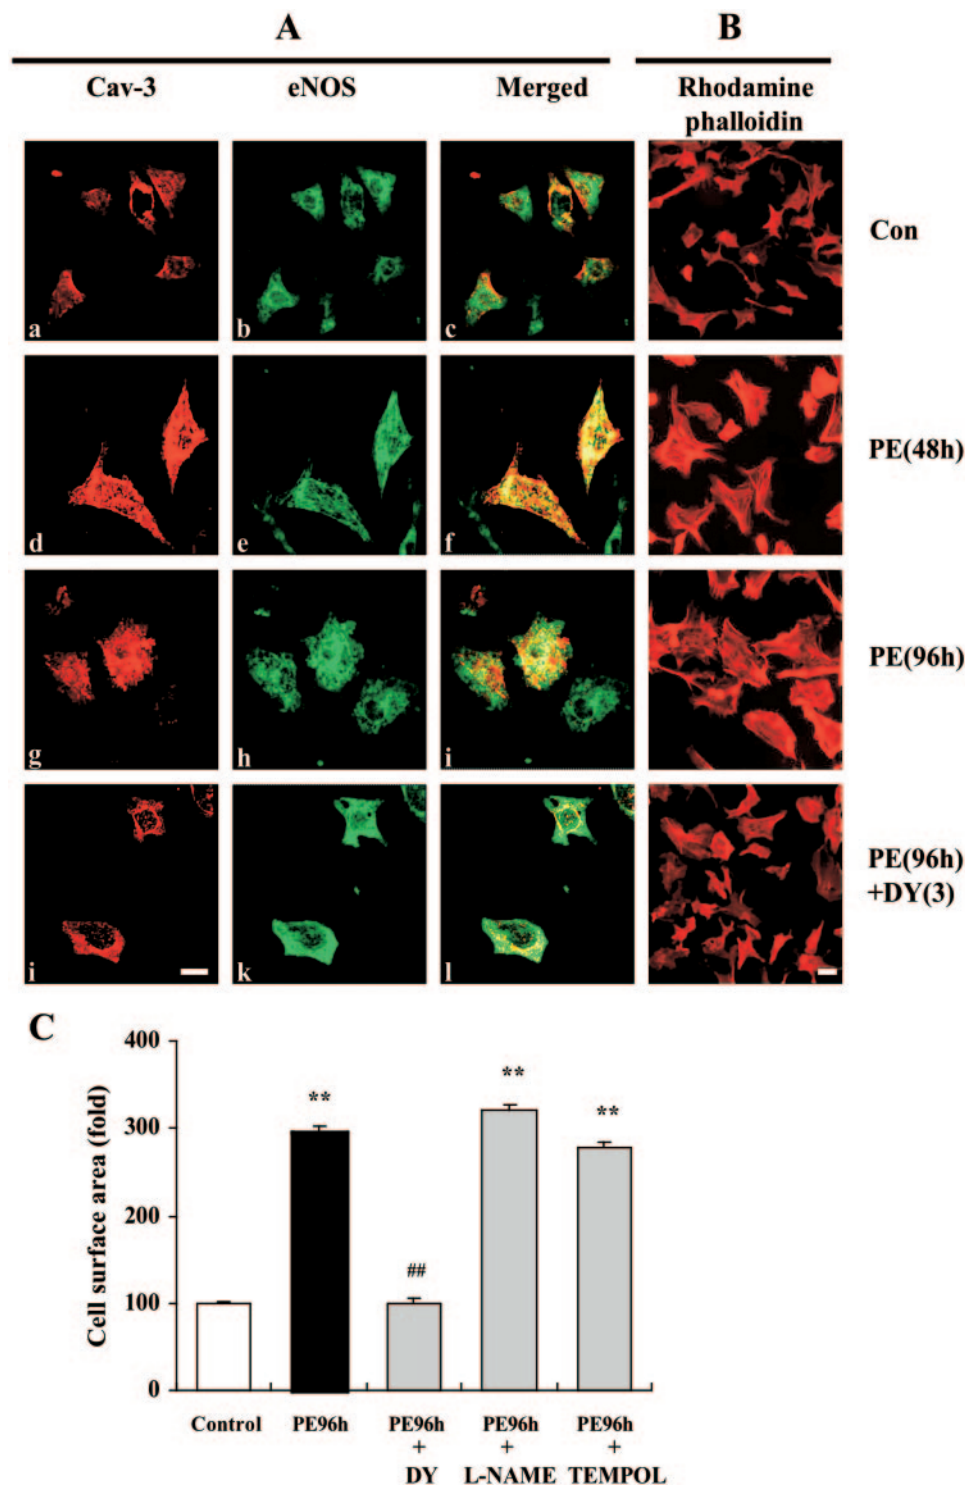 A
B
Cav-3 eNOS Merged Rhodamine
phalloidin
a b c
Con
d e f
PE(48h)
g h i
PE(96h)
i k l
PE(96h)
+DY(3)
C
Cell surface area (fold)
400
300
200
100
0
**
##
**
**
Control PE96h PE96h PE96h PE96h
+ + +
DY L-NAME TEMPOL